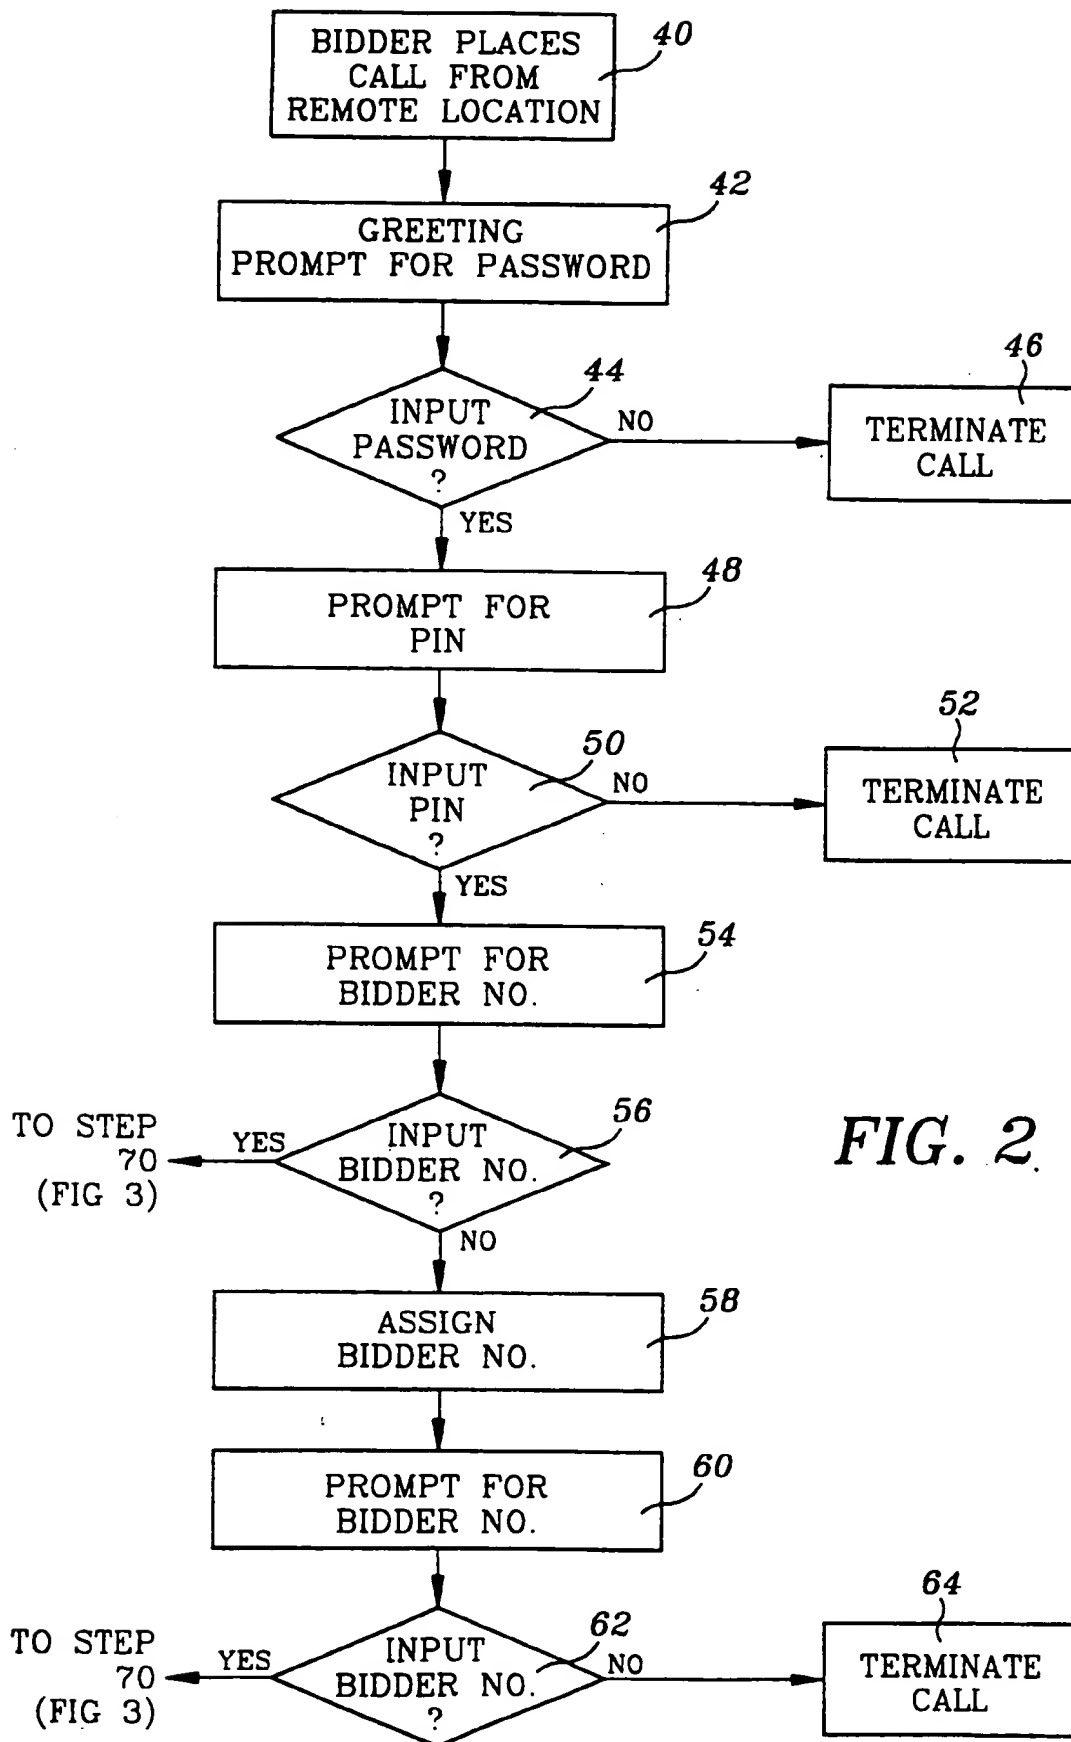 BIDDER PLACES
CALL FROM
REMOTE LOCATION
40
GREETING
PROMPT FOR PASSWORD
42
INPUT
PASSWORD
?
44
NO
TERMINATE
CALL
46
YES
PROMPT FOR
PIN
48
INPUT
PIN
?
50
NO
TERMINATE
CALL
52
YES
PROMPT FOR
BIDDER NO.
54
INPUT
BIDDER NO.
?
56
YES
TO STEP
70
(FIG 3)
FIG. 2
NO
ASSIGN
BIDDER NO.
58
PROMPT FOR
BIDDER NO.
60
INPUT
BIDDER NO.
?
62
YES
TO STEP
70
(FIG 3)
NO
TERMINATE
CALL
64